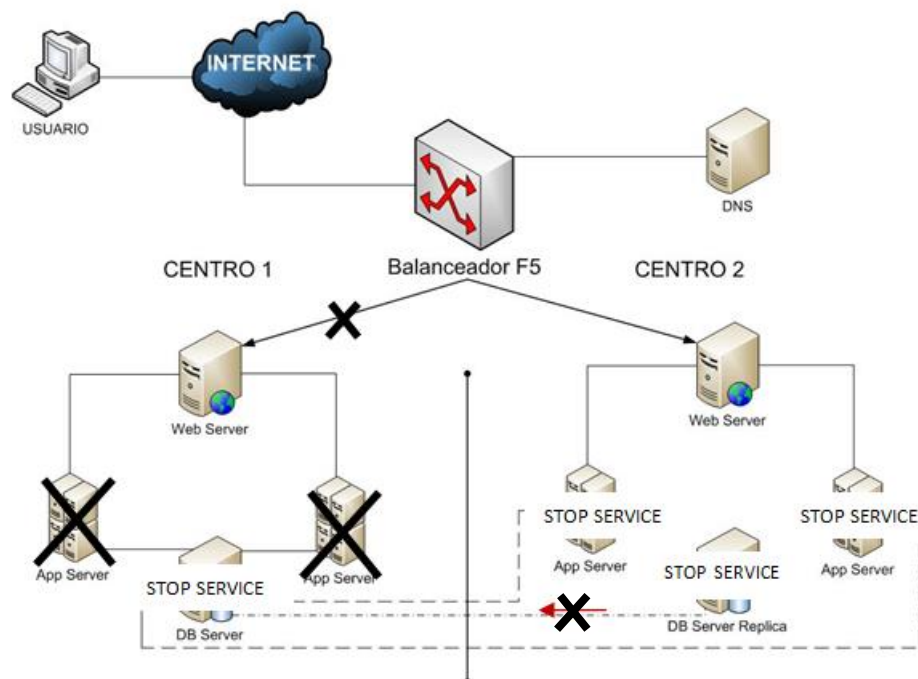 INTERNET
USUARIO
DNS
CENTRO 1
Balanceador F5
CENTRO 2
Web Server
Web Server
STOP SERVICE
STOP SERVICE
App Server
App Server
STOP SERVICE
App Server
STOP SERVICE
App Server
DB Server
DB Server Replica